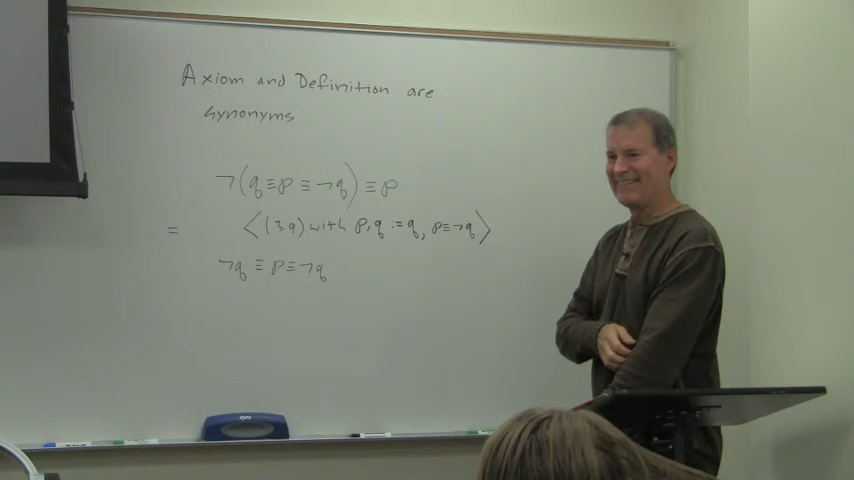 Axiom and Definition are
synonyms
¬(q ≡ p ≡ ¬q) ≡ p
= ⟨(3.9) with p,q := q, p≡¬q⟩
¬q ≡ p ≡ ¬q